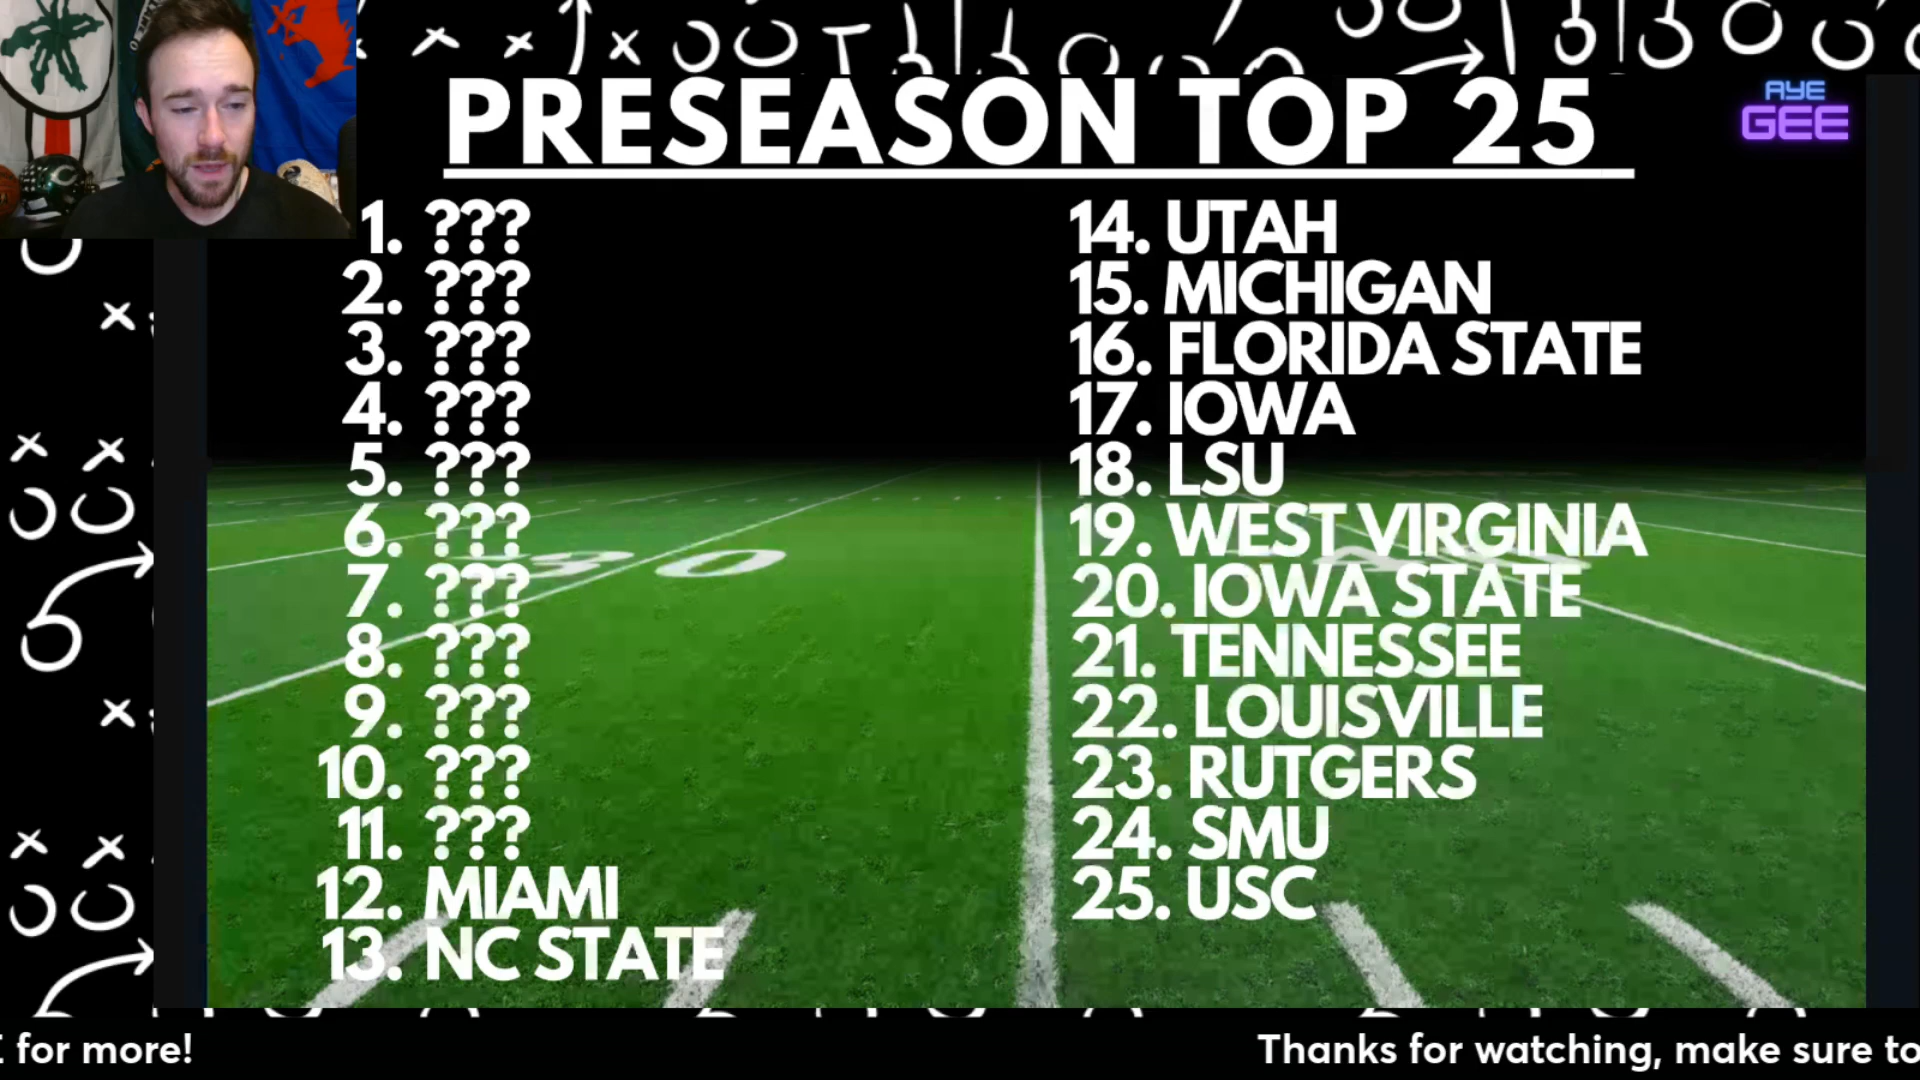 PRESEASON TOP 25
AYE
GEE
1. ???
2. ???
3. ???
4. ???
5. ???
6. ???
7. ???
8. ???
9. ???
10. ???
11. ???
12. MIAMI
13. NC STATE
14. UTAH
15. MICHIGAN
16. FLORIDA STATE
17. IOWA
18. LSU
19. WEST VIRGINIA
20. IOWA STATE
21. TENNESSEE
22. LOUISVILLE
23. RUTGERS
24. SMU
25. USC
30
for more!
Thanks for watching, make sure to